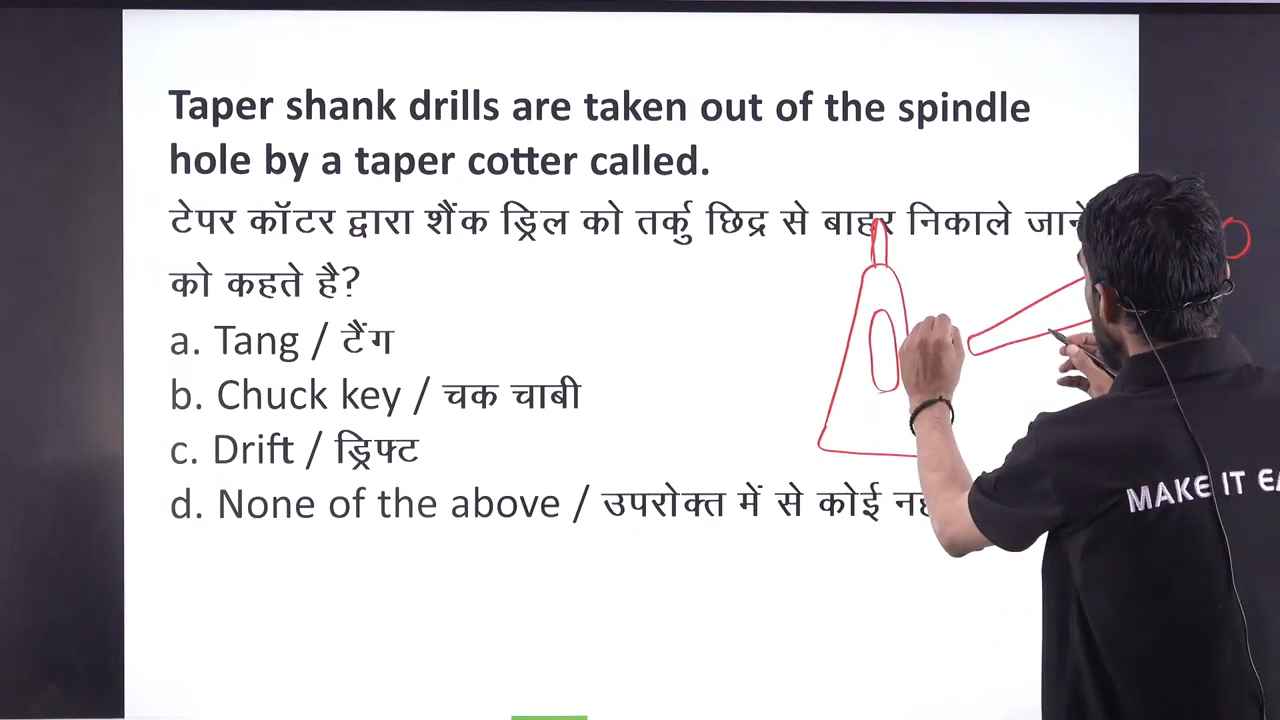 Taper shank drills are taken out of the spindle
hole by a taper cotter called.
टेपर कॉटर द्वारा शैंक ड्रिल को तर्कु छिद्र से बाहर निकाले जाने
को कहते है?
a. Tang / टैंग
b. Chuck key / चक चाबी
c. Drift / ड्रिफ्ट
d. None of the above / उपरोक्त में से कोई
MAKE IT